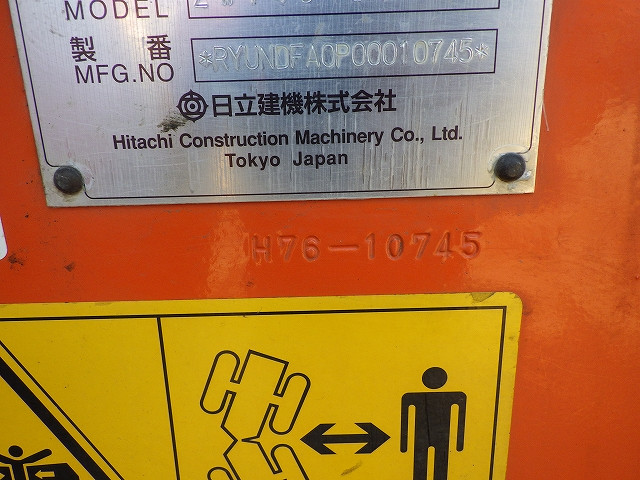 MODEL
製番
MFG.NO *RYUNDFA0P00010745*
日立建機株式会社
Hitachi Construction Machinery Co., Ltd.
Tokyo Japan
H76-10745